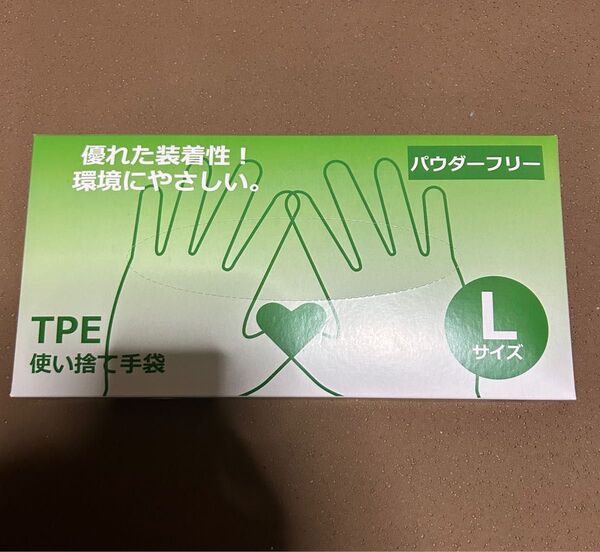 優れた装着性！
環境にやさしい。
パウダーフリー
TPE
使い捨て手袋
L
サイズ